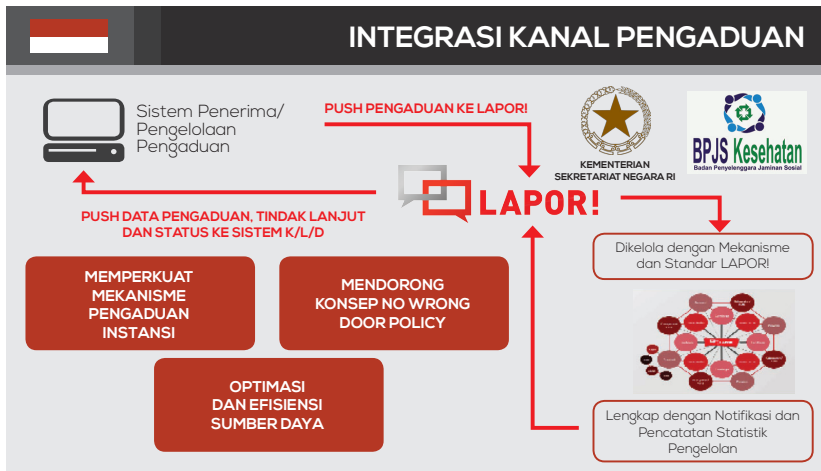 INTEGRASI KANAL PENGADUAN
Sistem Penerima/
Pengelolaan
Pengaduan
PUSH PENGADUAN KE LAPOR!
KEMENTERIAN
SEKRETARIAT NEGARA RI
BPJS Kesehatan
Badan Penyelenggara Jaminan Sosial
LAPOR!
PUSH DATA PENGADUAN, TINDAK LANJUT
DAN STATUS KE SISTEM K/L/D
Dikelola dengan Mekanisme
dan Standar LAPOR!
MEMPERKUAT
MEKANISME
PENGADUAN
INSTANSI
MENDORONG
KONSEP NO WRONG
DOOR POLICY
OPTIMASI
DAN EFISIENSI
SUMBER DAYA
Lengkap dengan Notifikasi dan
Pencatatan Statistik
Pengelolan